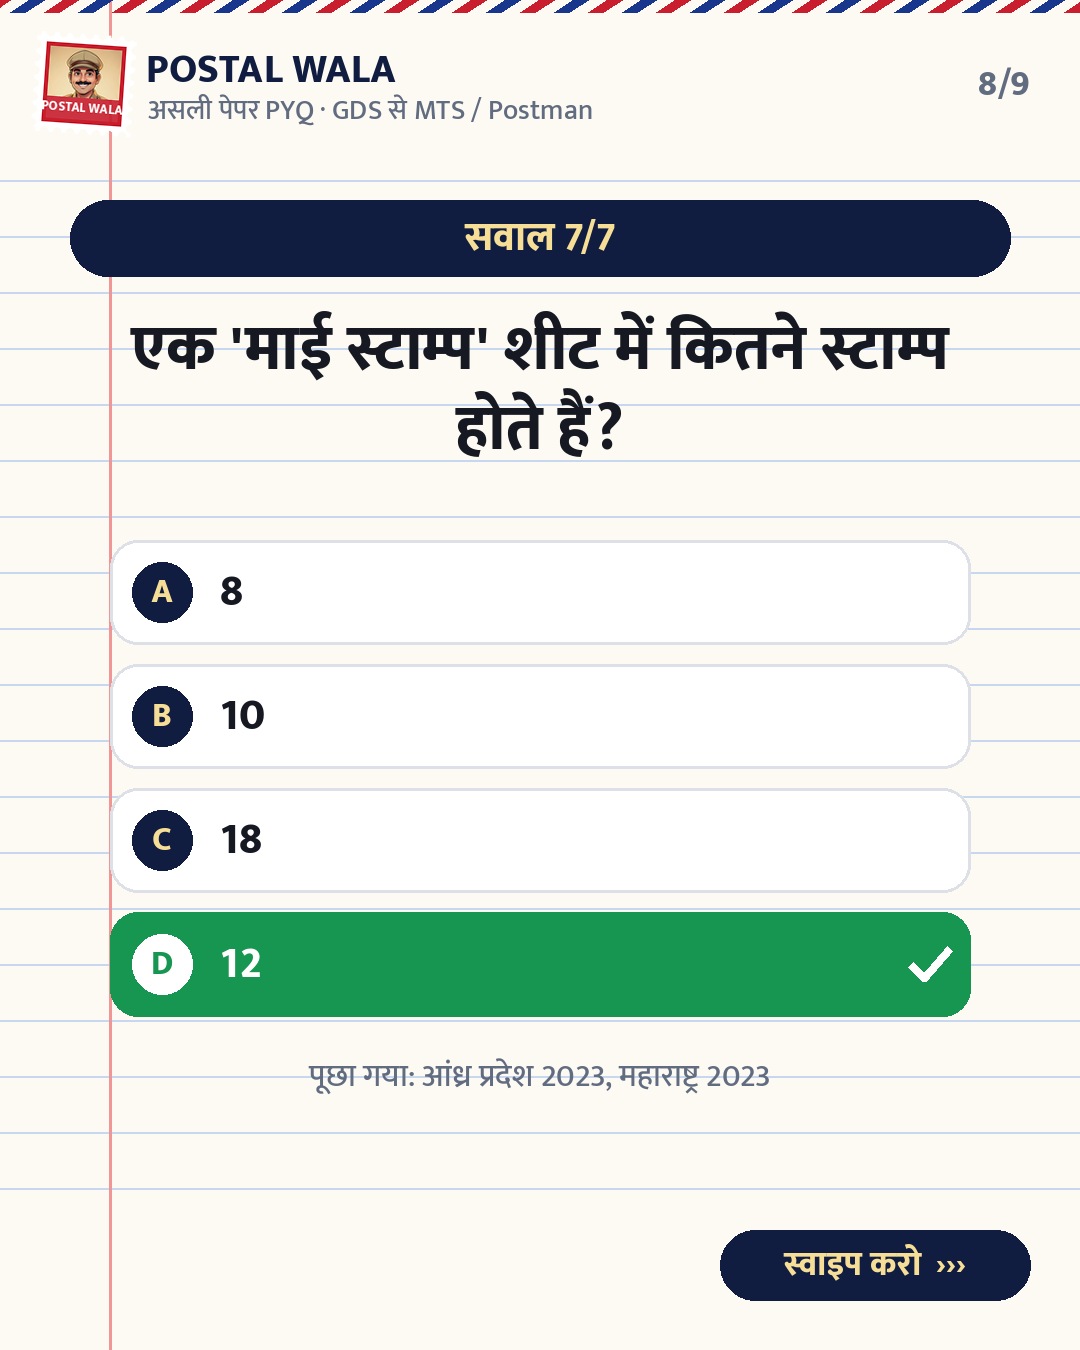 POSTAL WALA
POSTAL WALA
असली पेपर PYQ · GDS से MTS / Postman
8/9
सवाल 7/7
एक 'माई स्टाम्प' शीट में कितने स्टाम्प
होते हैं?
A 8
B 10
C 18
D 12
पूछा गया: आंध्र प्रदेश 2023, महाराष्ट्र 2023
स्वाइप करो ›››